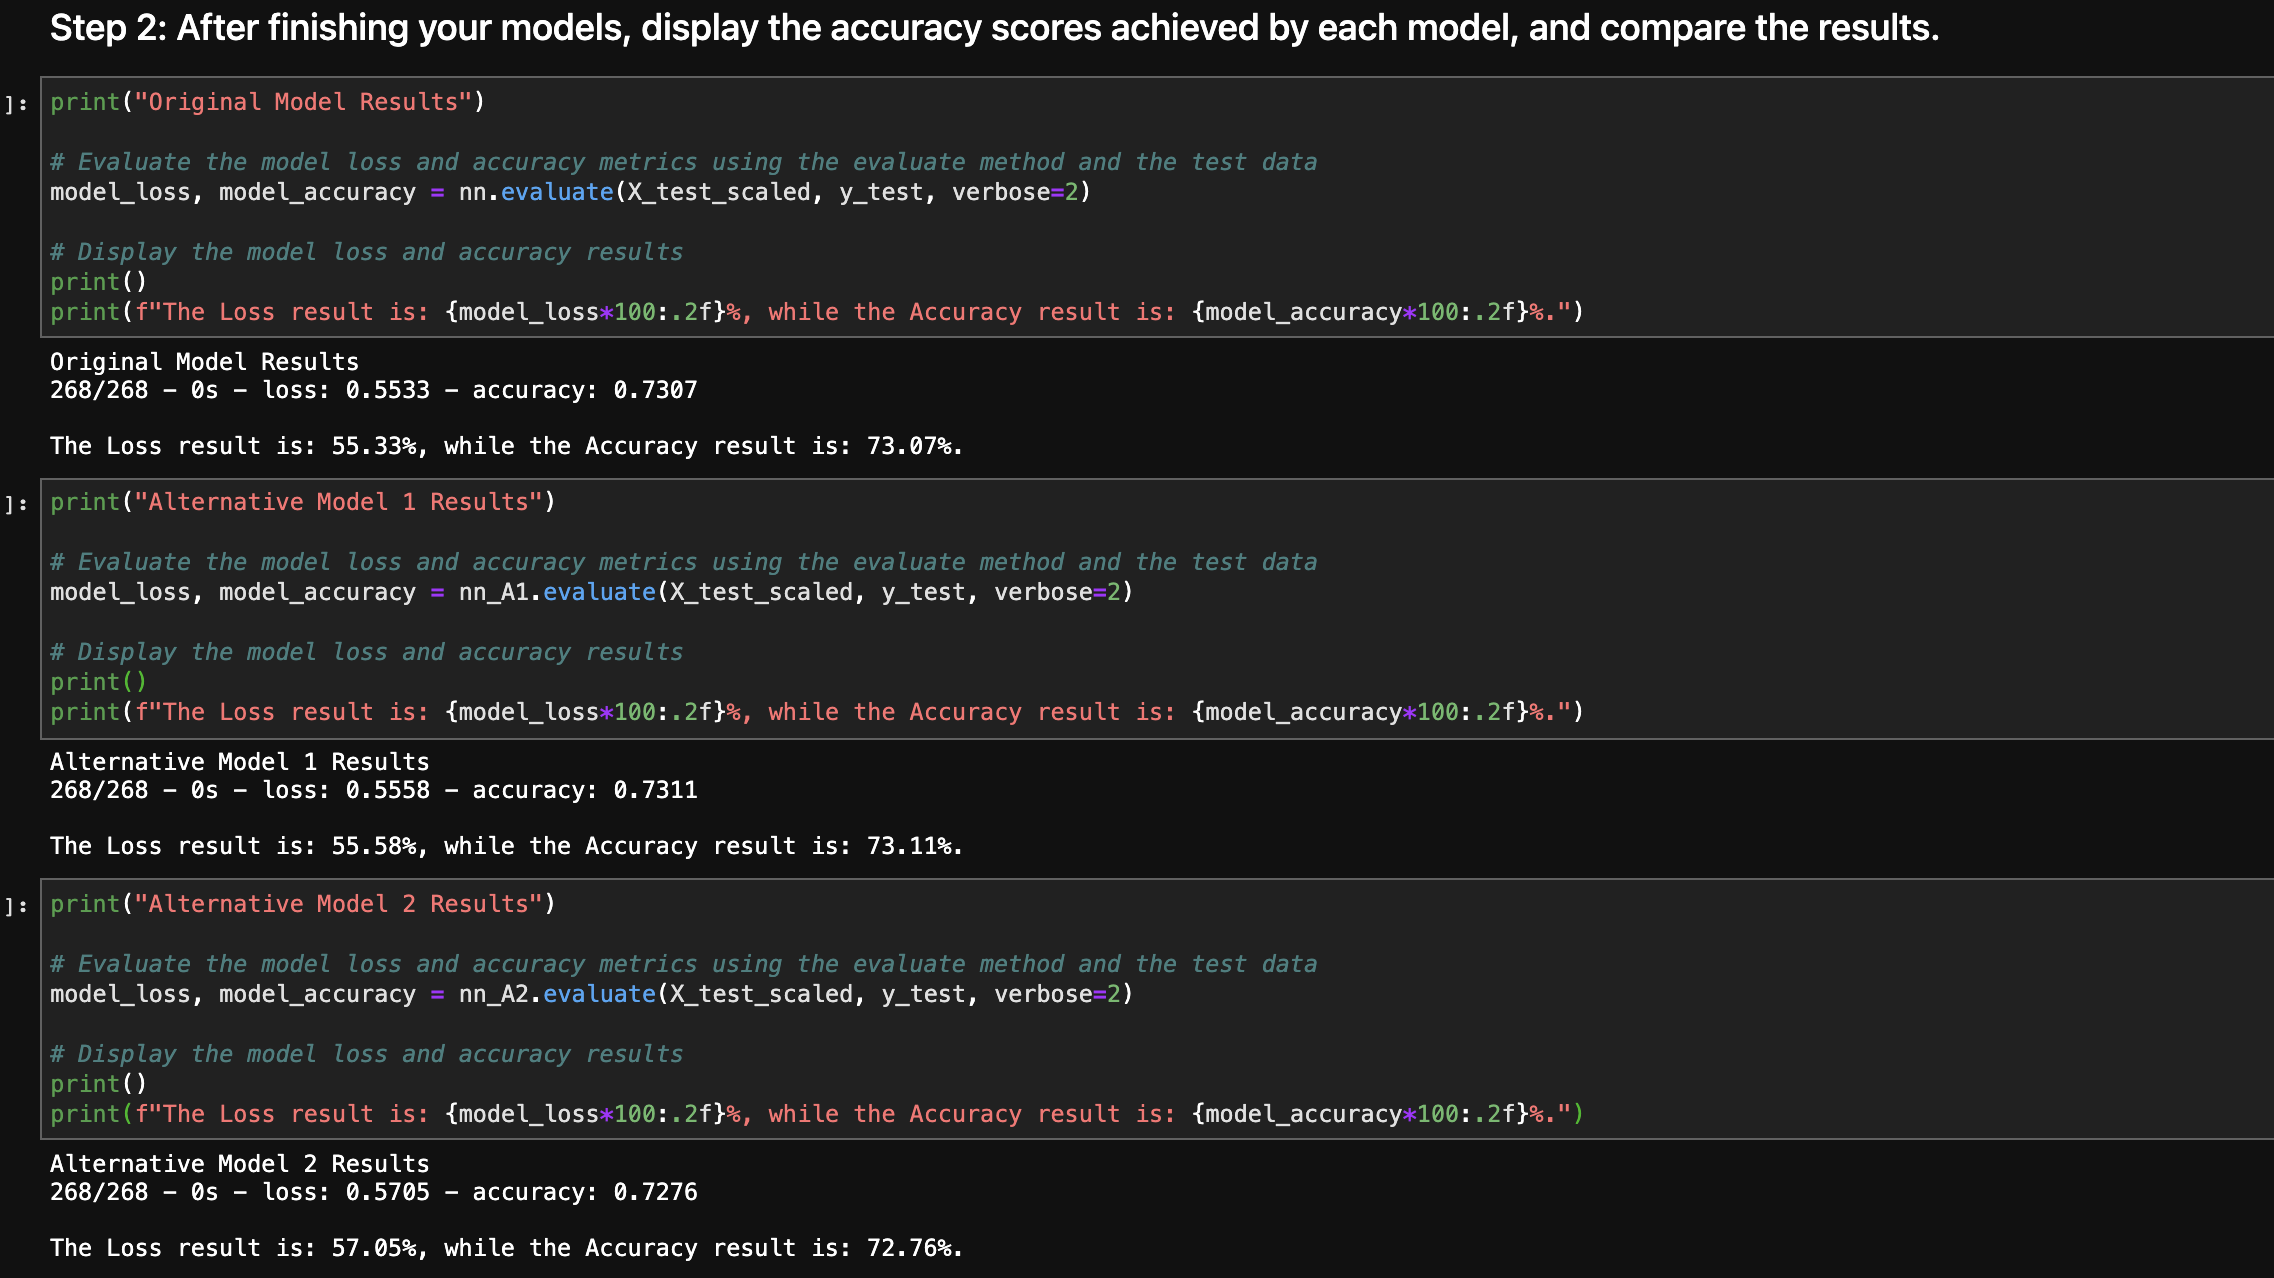 Step 2: After finishing your models, display the accuracy scores achieved by each model, and compare the results.
]: print("Original Model Results")
# Evaluate the model loss and accuracy metrics using the evaluate method and the test data
model_loss, model_accuracy = nn.evaluate(X_test_scaled, y_test, verbose=2)
# Display the model loss and accuracy results
print()
print(f"The Loss result is: {model_loss*100:.2f}%, while the Accuracy result is: {model_accuracy*100:.2f}%.")
Original Model Results
268/268 - 0s - loss: 0.5533 - accuracy: 0.7307
The Loss result is: 55.33%, while the Accuracy result is: 73.07%.
]: print("Alternative Model 1 Results")
# Evaluate the model loss and accuracy metrics using the evaluate method and the test data
model_loss, model_accuracy = nn_A1.evaluate(X_test_scaled, y_test, verbose=2)
# Display the model loss and accuracy results
print()
print(f"The Loss result is: {model_loss*100:.2f}%, while the Accuracy result is: {model_accuracy*100:.2f}%.")
Alternative Model 1 Results
268/268 - 0s - loss: 0.5558 - accuracy: 0.7311
The Loss result is: 55.58%, while the Accuracy result is: 73.11%.
]: print("Alternative Model 2 Results")
# Evaluate the model loss and accuracy metrics using the evaluate method and the test data
model_loss, model_accuracy = nn_A2.evaluate(X_test_scaled, y_test, verbose=2)
# Display the model loss and accuracy results
print()
print(f"The Loss result is: {model_loss*100:.2f}%, while the Accuracy result is: {model_accuracy*100:.2f}%.")
Alternative Model 2 Results
268/268 - 0s - loss: 0.5705 - accuracy: 0.7276
The Loss result is: 57.05%, while the Accuracy result is: 72.76%.